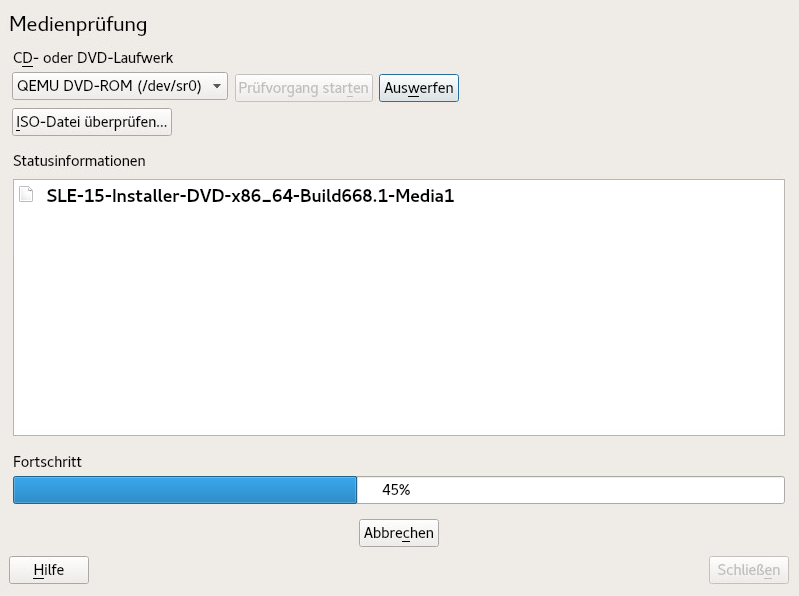 Medienprüfung
CD- oder DVD-Laufwerk
QEMU DVD-ROM (/dev/sr0) Prüfvorgang starten Auswerfen
ISO-Datei überprüfen...
Statusinformationen
SLE-15-Installer-DVD-x86_64-Build668.1-Media1
Fortschritt
45%
Abbrechen
Hilfe Schließen